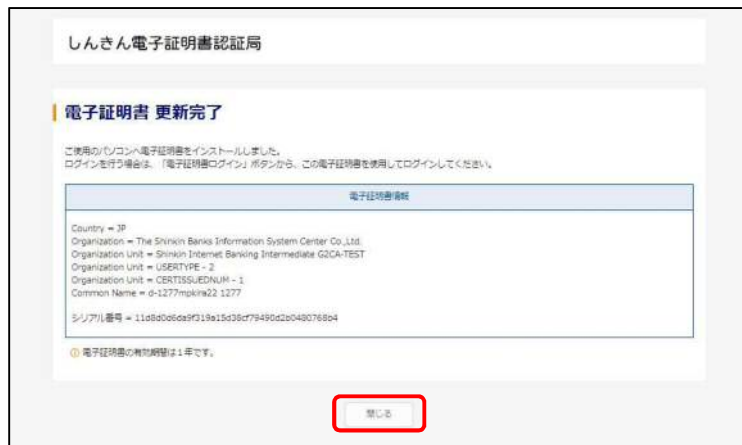 しんきん電子証明書認証局
電子証明書 更新完了
ご使用のパソコンへ電子証明書をインストールしました。
ログインを行う場合は、「電子証明書ログイン」ボタンから、この電子証明書を使用してログインしてください。
電子証明書情報
Country = JP
Organization = The Shinkin Banks Information System Center Co.,Ltd.
Organization Unit = Shinkin Internet Banking Intermediate G2CA-TEST
Organization Unit = USERTYPE - 2
Organization Unit = CERTISSUEDNUM - 1
Common Name = d-1277mpkira22 1277
シリアル番号 = 11d8d0d6da9f319a15d38cf79490d2b0480768b4
電子証明書の有効期間は1年です。
閉じる